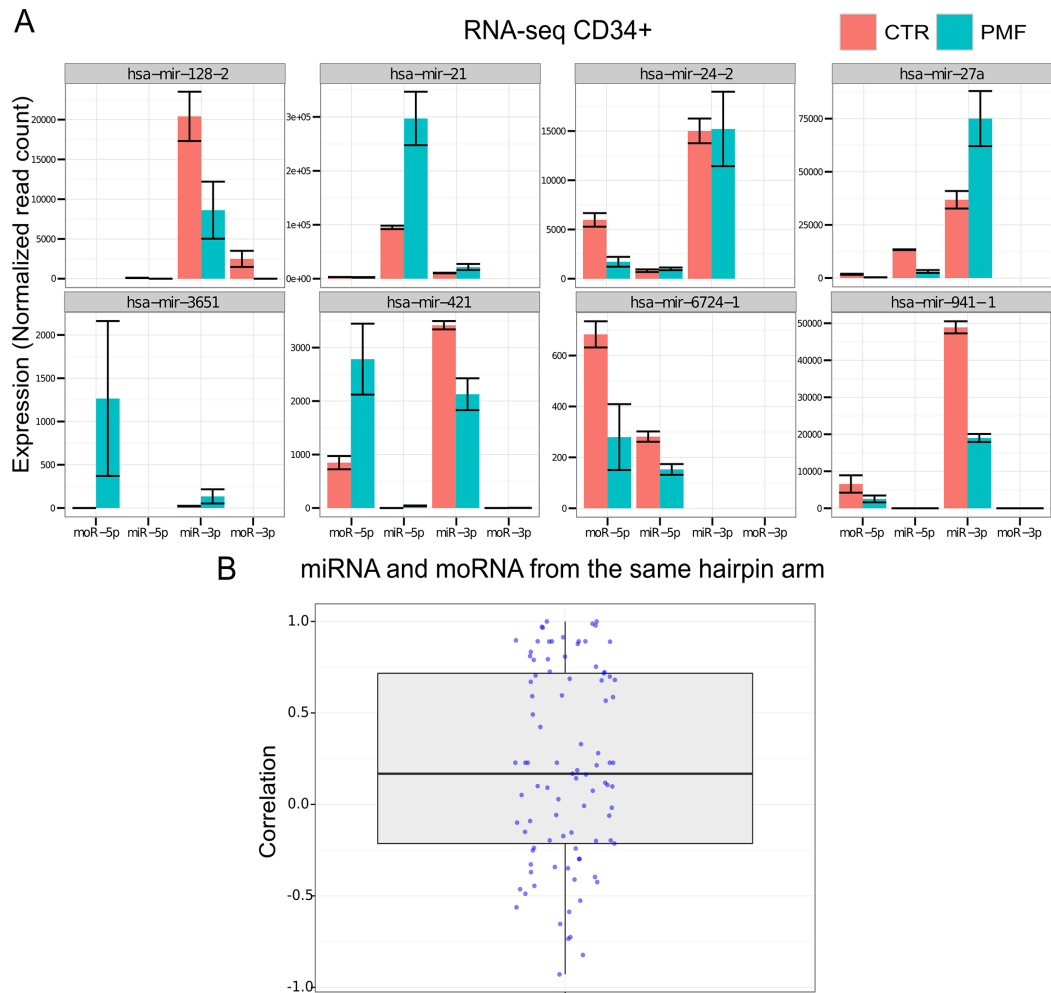 A
RNA-seq CD34+
CTR PMF
Expression (Normalized read count)
hsa-mir-128-2 hsa-mir-21 hsa-mir-24-2 hsa-mir-27a
20000 3e+05 15000 75000
15000 2e+05 10000 50000
10000 1e+05 5000 25000
5000 0e+00 0 0
0
hsa-mir-3651 hsa-mir-421 hsa-mir-6724-1 hsa-mir-941-1
2000 3000 600 50000
1500 2000 400 40000
1000 1000 200 30000
500 0 0 20000
0 10000
0
moR-5p miR-5p miR-3p moR-3p moR-5p miR-5p miR-3p moR-3p moR-5p miR-5p miR-3p moR-3p moR-5p miR-5p miR-3p moR-3p
B
miRNA and moRNA from the same hairpin arm
Correlation
1.0
0.5
0.0
-0.5
-1.0